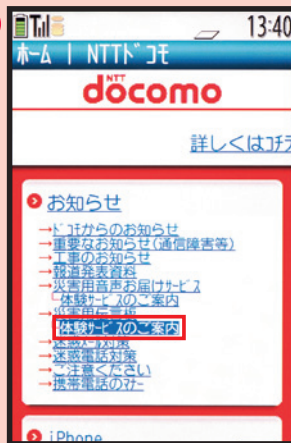 13:40
ホーム | NTTﾄﾞｺﾓ
NTT
döcomo
詳しくはｺﾁﾗ
お知らせ
→ﾄﾞｺﾓからのお知らせ
→重要なお知らせ(通信障害等)
→工事のお知らせ
→報道発表資料
→災害用音声お届けｻｰﾋﾞｽ
体験ｻｰﾋﾞｽのご案内
→災害用伝言板
体験ｻｰﾋﾞｽのご案内
→迷惑ﾒｰﾙ対策
→迷惑電話対策
→ご注意ください
→携帯電話のﾏﾅｰ
iPhone